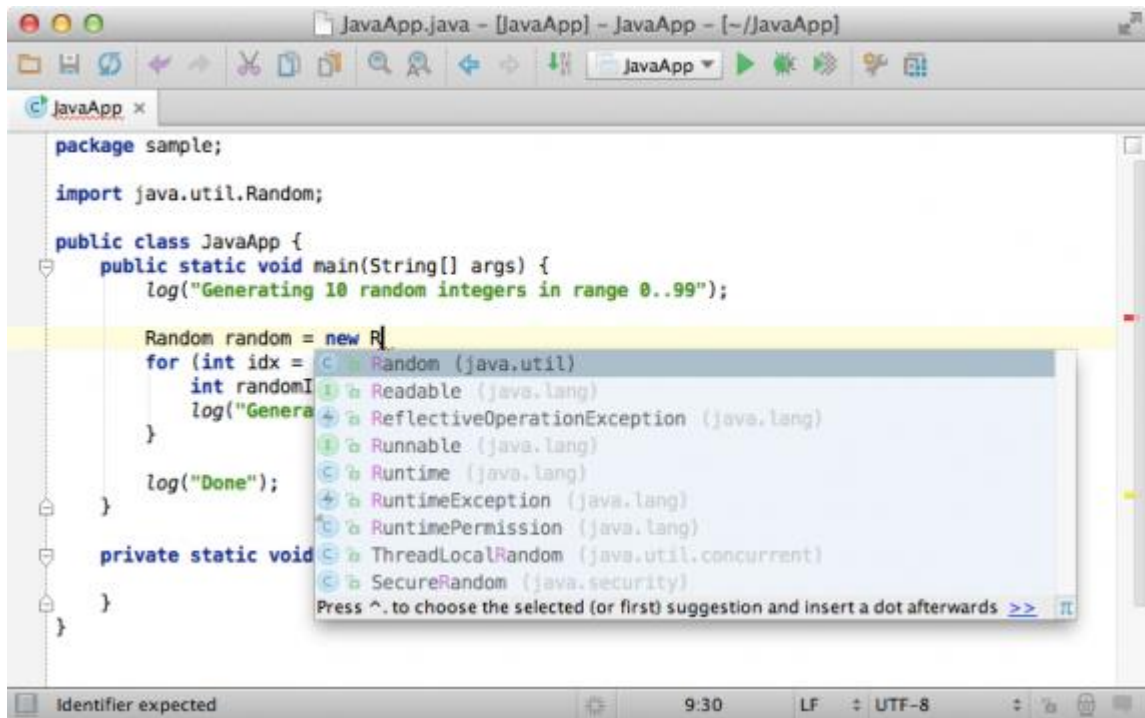 JavaApp.java – [JavaApp] – JavaApp – [~/JavaApp]
JavaApp
JavaApp
package sample;
import java.util.Random;
public class JavaApp {
public static void main(String[] args) {
log("Generating 10 random integers in range 0..99");
Random random = new R
for (int idx =
int randomI
log("Genera
}
log("Done");
}
private static void
}
}
Random (java.util)
Readable (java.lang)
ReflectiveOperationException (java.lang)
Runnable (java.lang)
Runtime (java.lang)
RuntimeException (java.lang)
RuntimePermission (java.lang)
ThreadLocalRandom (java.util.concurrent)
SecureRandom (java.security)
Press ^. to choose the selected (or first) suggestion and insert a dot afterwards >> π
Identifier expected 9:30 LF UTF-8